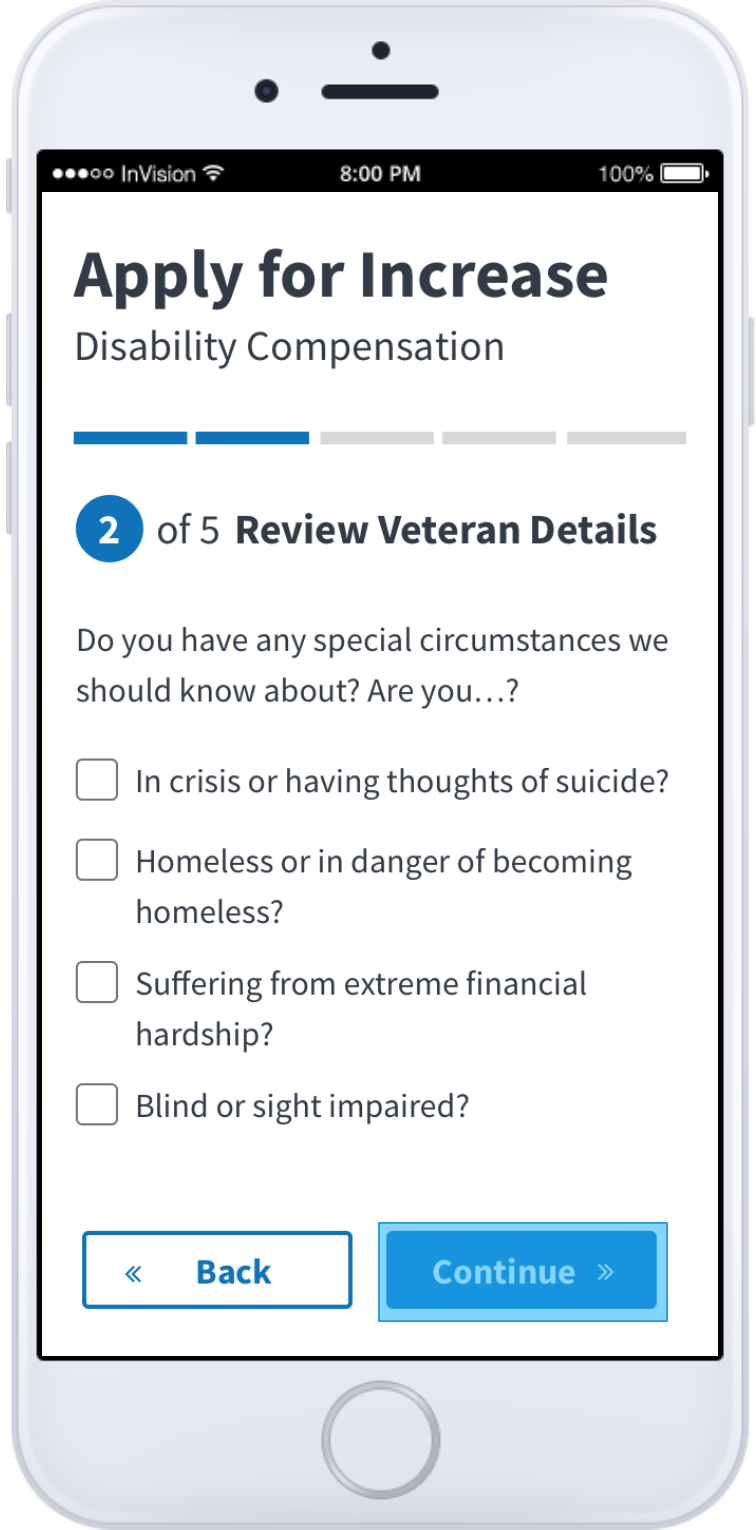 ●●●○○ InVision 8:00 PM 100%
Apply for Increase
Disability Compensation
2 of 5 Review Veteran Details
Do you have any special circumstances we
should know about? Are you…?
In crisis or having thoughts of suicide?
Homeless or in danger of becoming
homeless?
Suffering from extreme financial
hardship?
Blind or sight impaired?
« Back Continue »